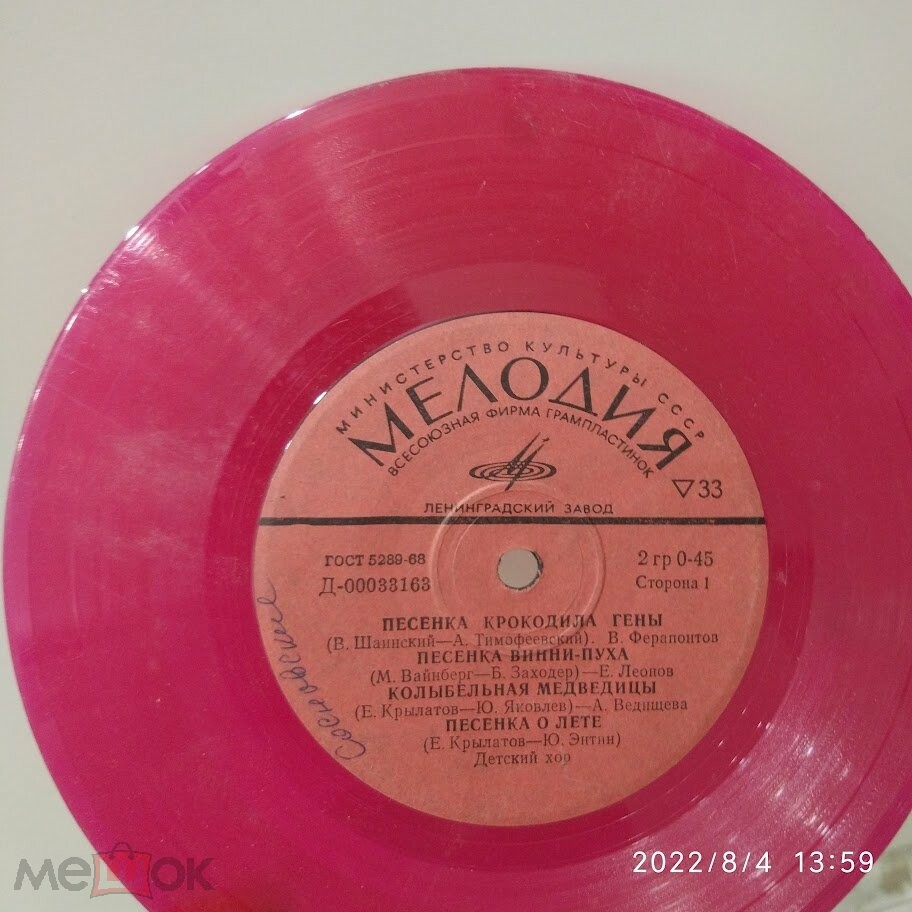 МИНИСТЕРСТВО КУЛЬТУРЫ СССР
МЕЛОДИЯ
ВСЕСОЮЗНАЯ ФИРМА ГРАМПЛАСТИНОК
▽33
ЛЕНИНГРАДСКИЙ ЗАВОД
ГОСТ 5289-68
2 гр 0-45
Д-00033163
Сторона 1
ПЕСЕНКА КРОКОДИЛА ГЕНЫ
(В. Шаинский—А. Тимофеевский). В. Ферапонтов
ПЕСЕНКА ВИННИ-ПУХА
(М. Вайнберг—Б. Заходер)—Е. Леонов
КОЛЫБЕЛЬНАЯ МЕДВЕДИЦЫ
(Е. Крылатов—Ю. Яковлев)—А. Ведищева
ПЕСЕНКА О ЛЕТЕ
(Е. Крылатов—Ю. Энтин)
Детский хор
Сосновские
мешок
2022/8/4 13:59